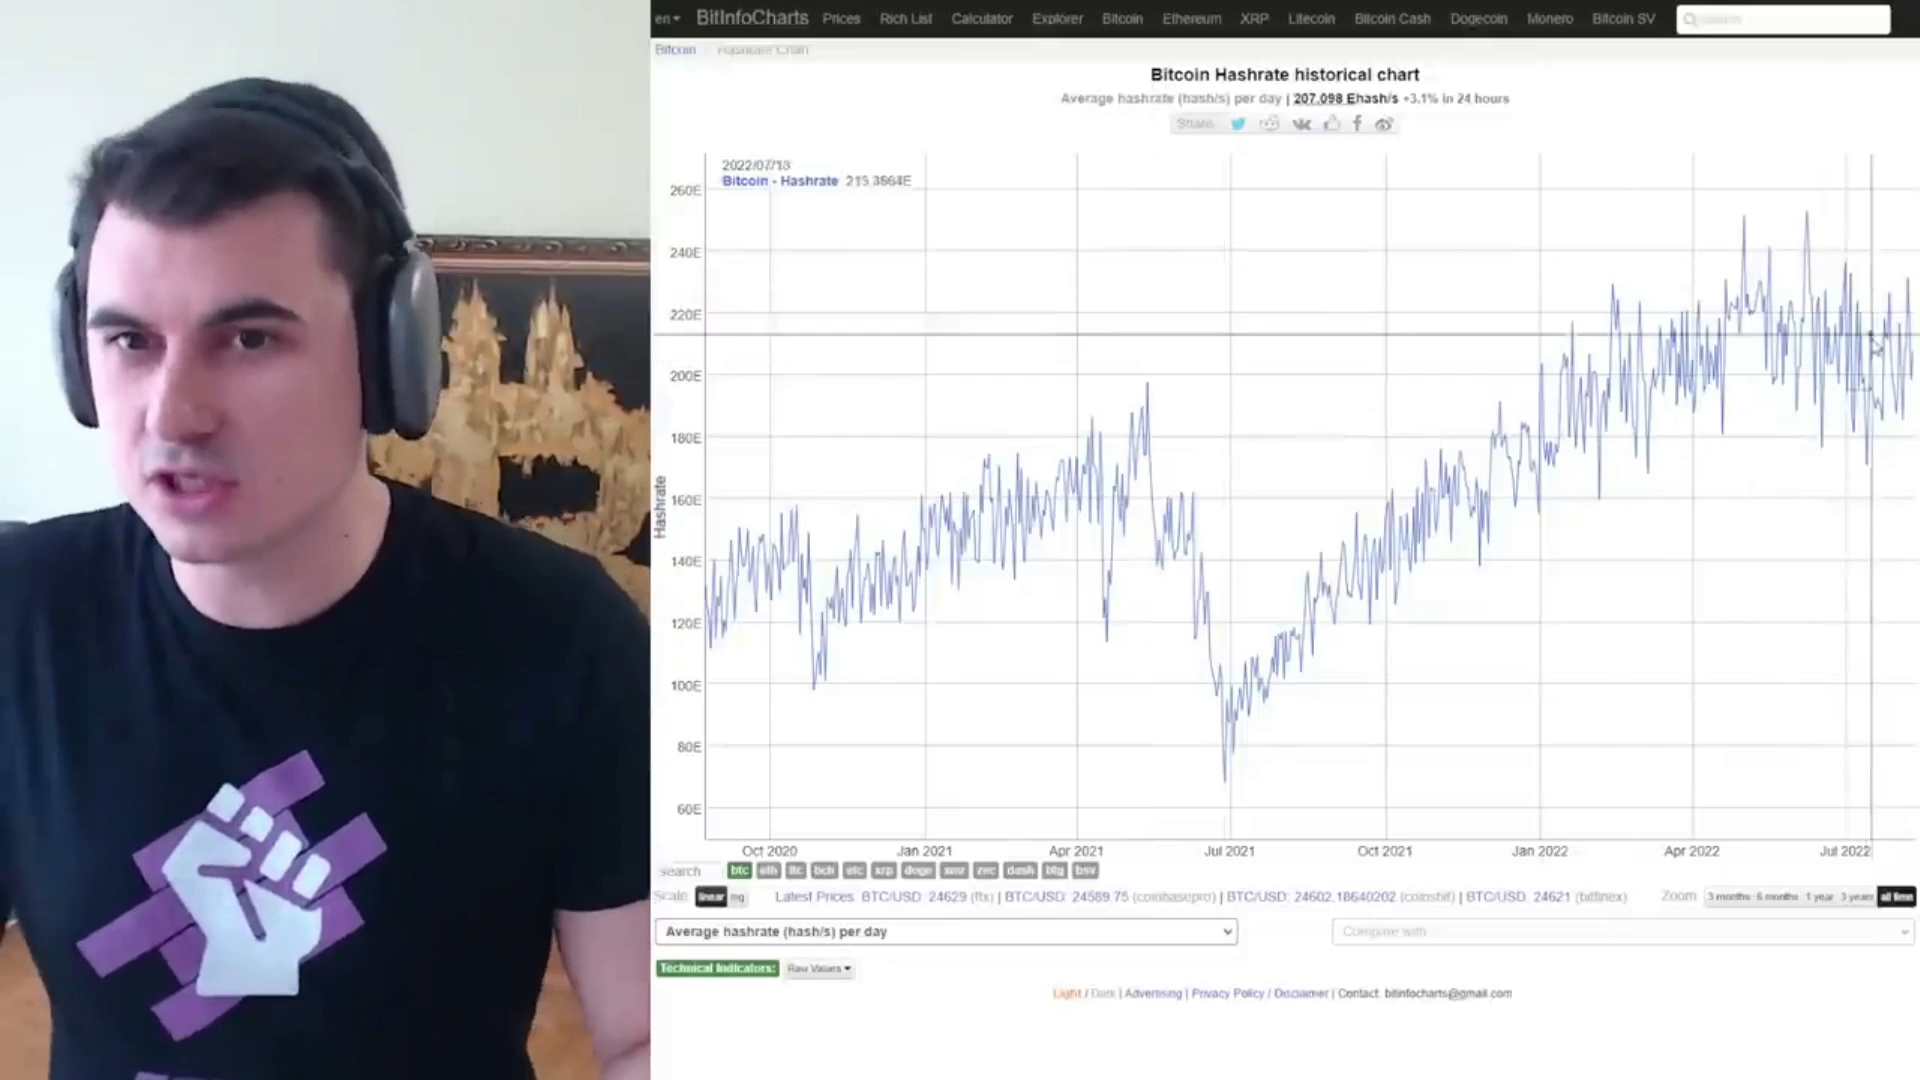 en BitInfoCharts Prices Rich List Calculator Explorer Bitcoin Ethereum XRP Litecoin Bitcoin Cash Dogecoin Monero Bitcoin SV
Bitcoin Hashrate Chart
Bitcoin Hashrate historical chart
Average hashrate (hash/s) per day | 207.098 Ehash/s +3.1% in 24 hours
Share
2022/07/18
Bitcoin - Hashrate
260E
240E
220E
200E
180E
160E
140E
120E
100E
80E
60E
Hashrate
Oct 2020 Jan 2021 Apr 2021 Jul 2021 Oct 2021 Jan 2022 Apr 2022 Jul 2022
search btc eth ltc bch etc xrp doge xmr zec dash btg bsv
Scale linear Latest Prices: BTC/USD: 24629 (ftx) | BTC/USD: 24589.75 (coinbasepro) | BTC/USD: 24602.18640202 (coinsbit) | BTC/USD: 24621 (bitfinex) Zoom 3 months 6 months 1 year 3 years all time
Average hashrate (hash/s) per day Compare with
Technical Indicators: Raw Values
Light / Dark | Advertising | Privacy Policy / Disclaimer | Contact: bitinfocharts@gmail.com